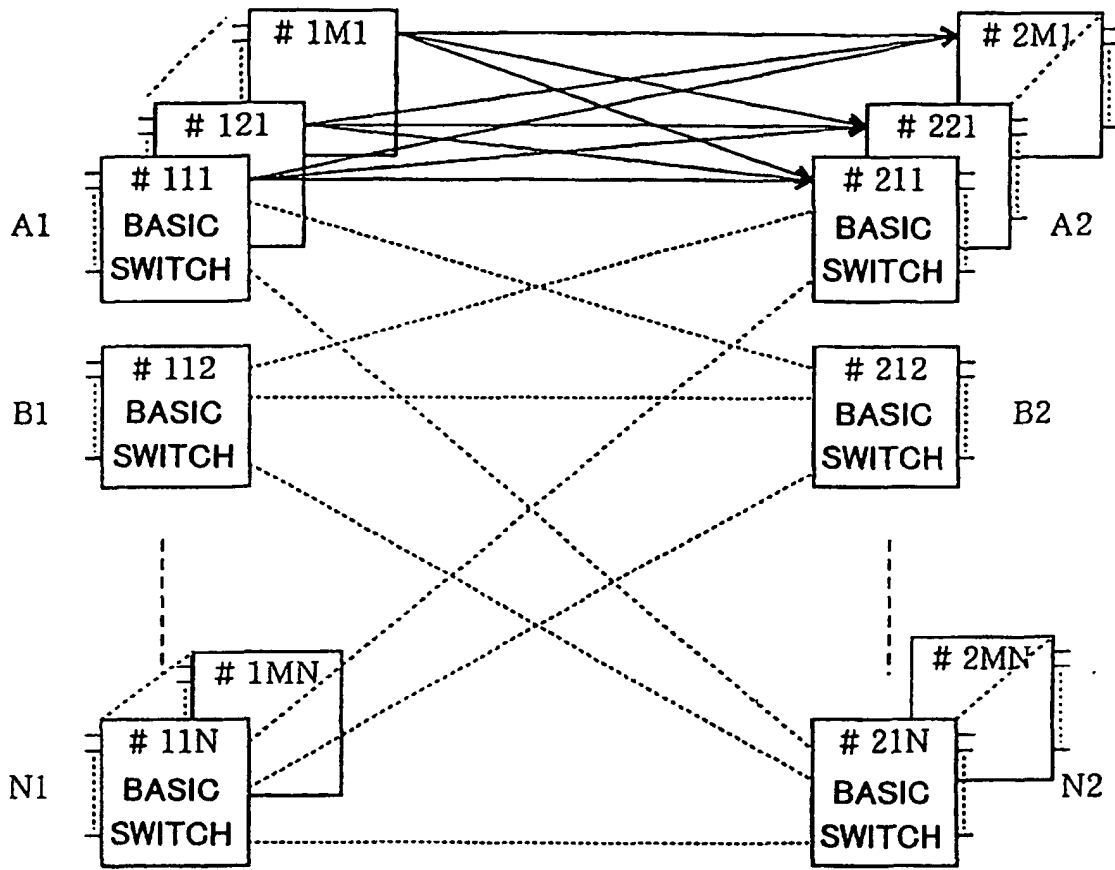 # 1M1
# 2M1
# 121
# 221
# 111
BASIC
SWITCH
# 211
BASIC
SWITCH
A1
A2
# 112
BASIC
SWITCH
# 212
BASIC
SWITCH
B1
B2
# 1MN
# 2MN
# 11N
BASIC
SWITCH
# 21N
BASIC
SWITCH
N1
N2